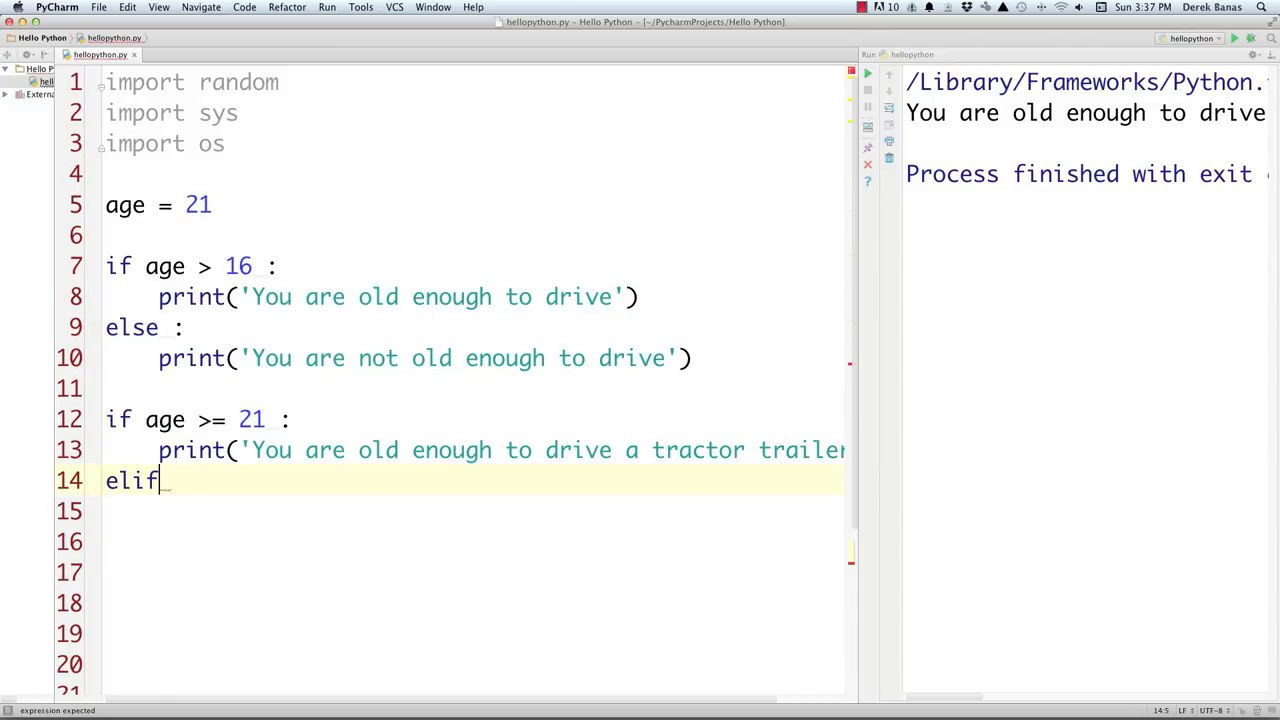 PyCharm File Edit View Navigate Code Refactor Run Tools VCS Window Help 10 Sun 3:37 PM Derek Banas
hellopython.py - Hello Python - [~/PycharmProjects/Hello Python]
Hello Python hellopython.py hellopython
hellopython.py Run hellopython
Hello P
hell
Externa
1 import random
2 import sys
3 import os
4
5 age = 21
6
7 if age > 16 :
8 print('You are old enough to drive')
9 else :
10 print('You are not old enough to drive')
11
12 if age >= 21 :
13 print('You are old enough to drive a tractor trailer
14 elif
15
16
17
18
19
20
21
/Library/Frameworks/Python.
You are old enough to drive
Process finished with exit
expression expected 14:5 LF UTF-8